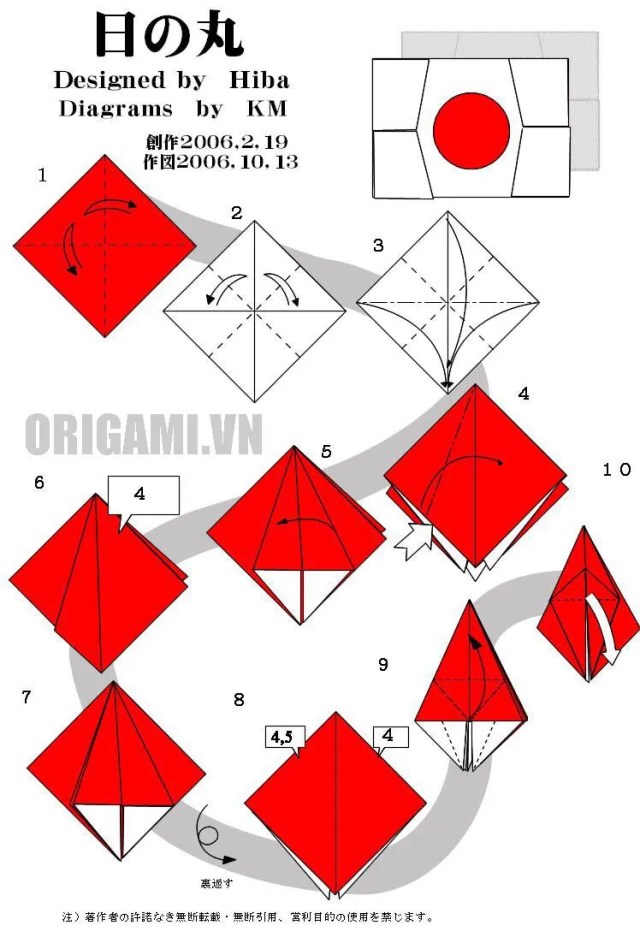 日の丸
Designed by Hiba
Diagrams by KM
創作2006.2.19
作図2006.10.13
1
2
3
4
ORIGAMI.VN
5
6
4
10
9
7
8
4,5
4
裏返す
注）著作者の許諾なき無断転載・無断引用、営利目的の使用を禁じます。